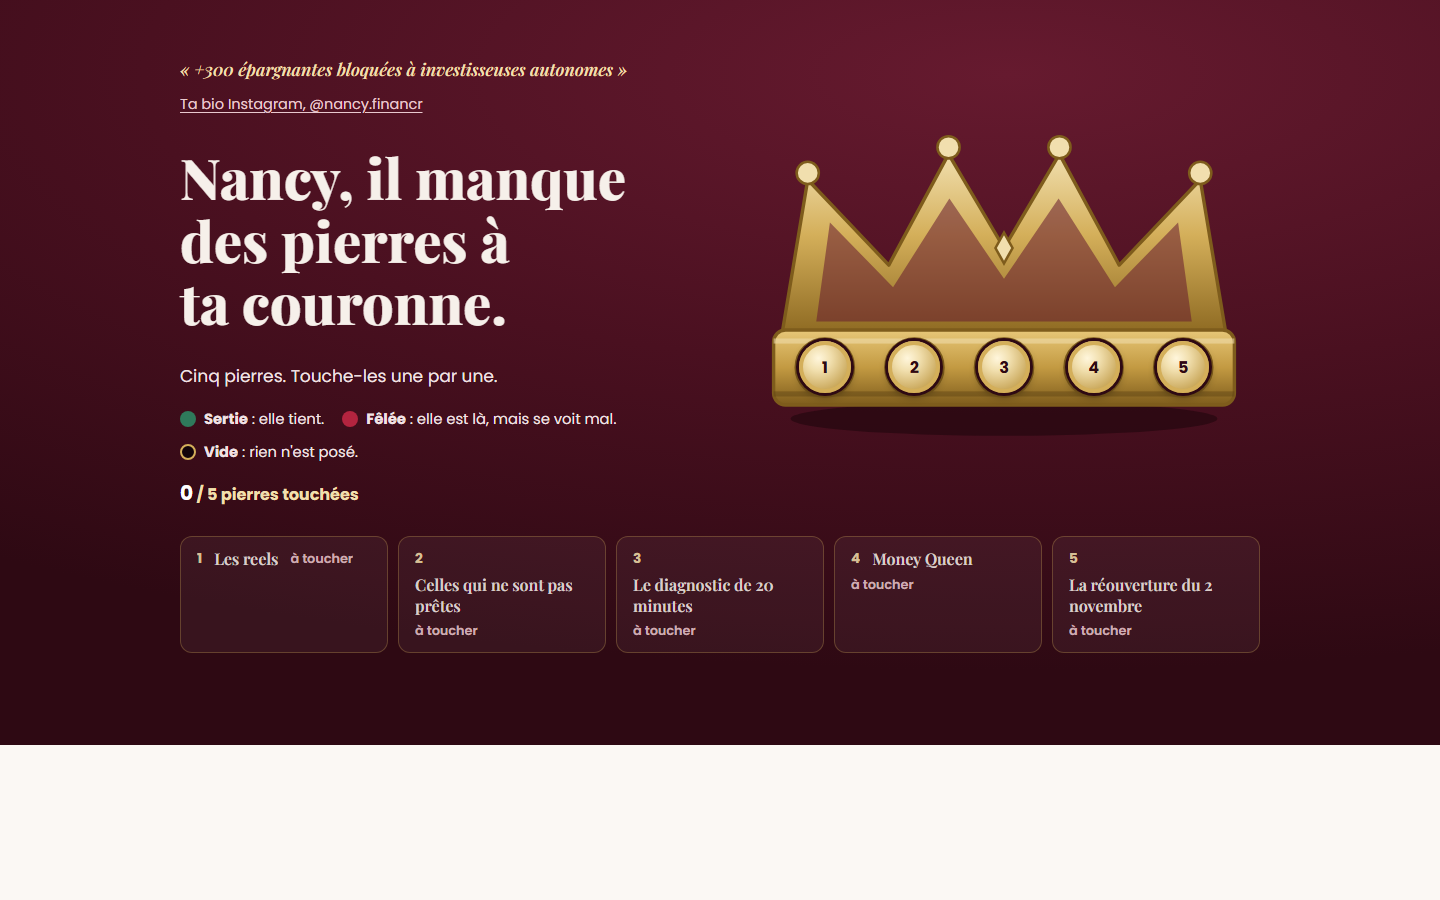 « +300 épargnantes bloquées à investisseuses autonomes »
Ta bio Instagram, @nancy.financr
Nancy, il manque
des pierres à
ta couronne.
Cinq pierres. Touche-les une par une.
Sertie : elle tient. Fêlée : elle est là, mais se voit mal.
Vide : rien n'est posé.
0 / 5 pierres touchées
1 2 3 4 5
1 Les reels à toucher
2
Celles qui ne sont pas
prêtes
à toucher
3
Le diagnostic de 20
minutes
à toucher
4 Money Queen
à toucher
5
La réouverture du 2
novembre
à toucher